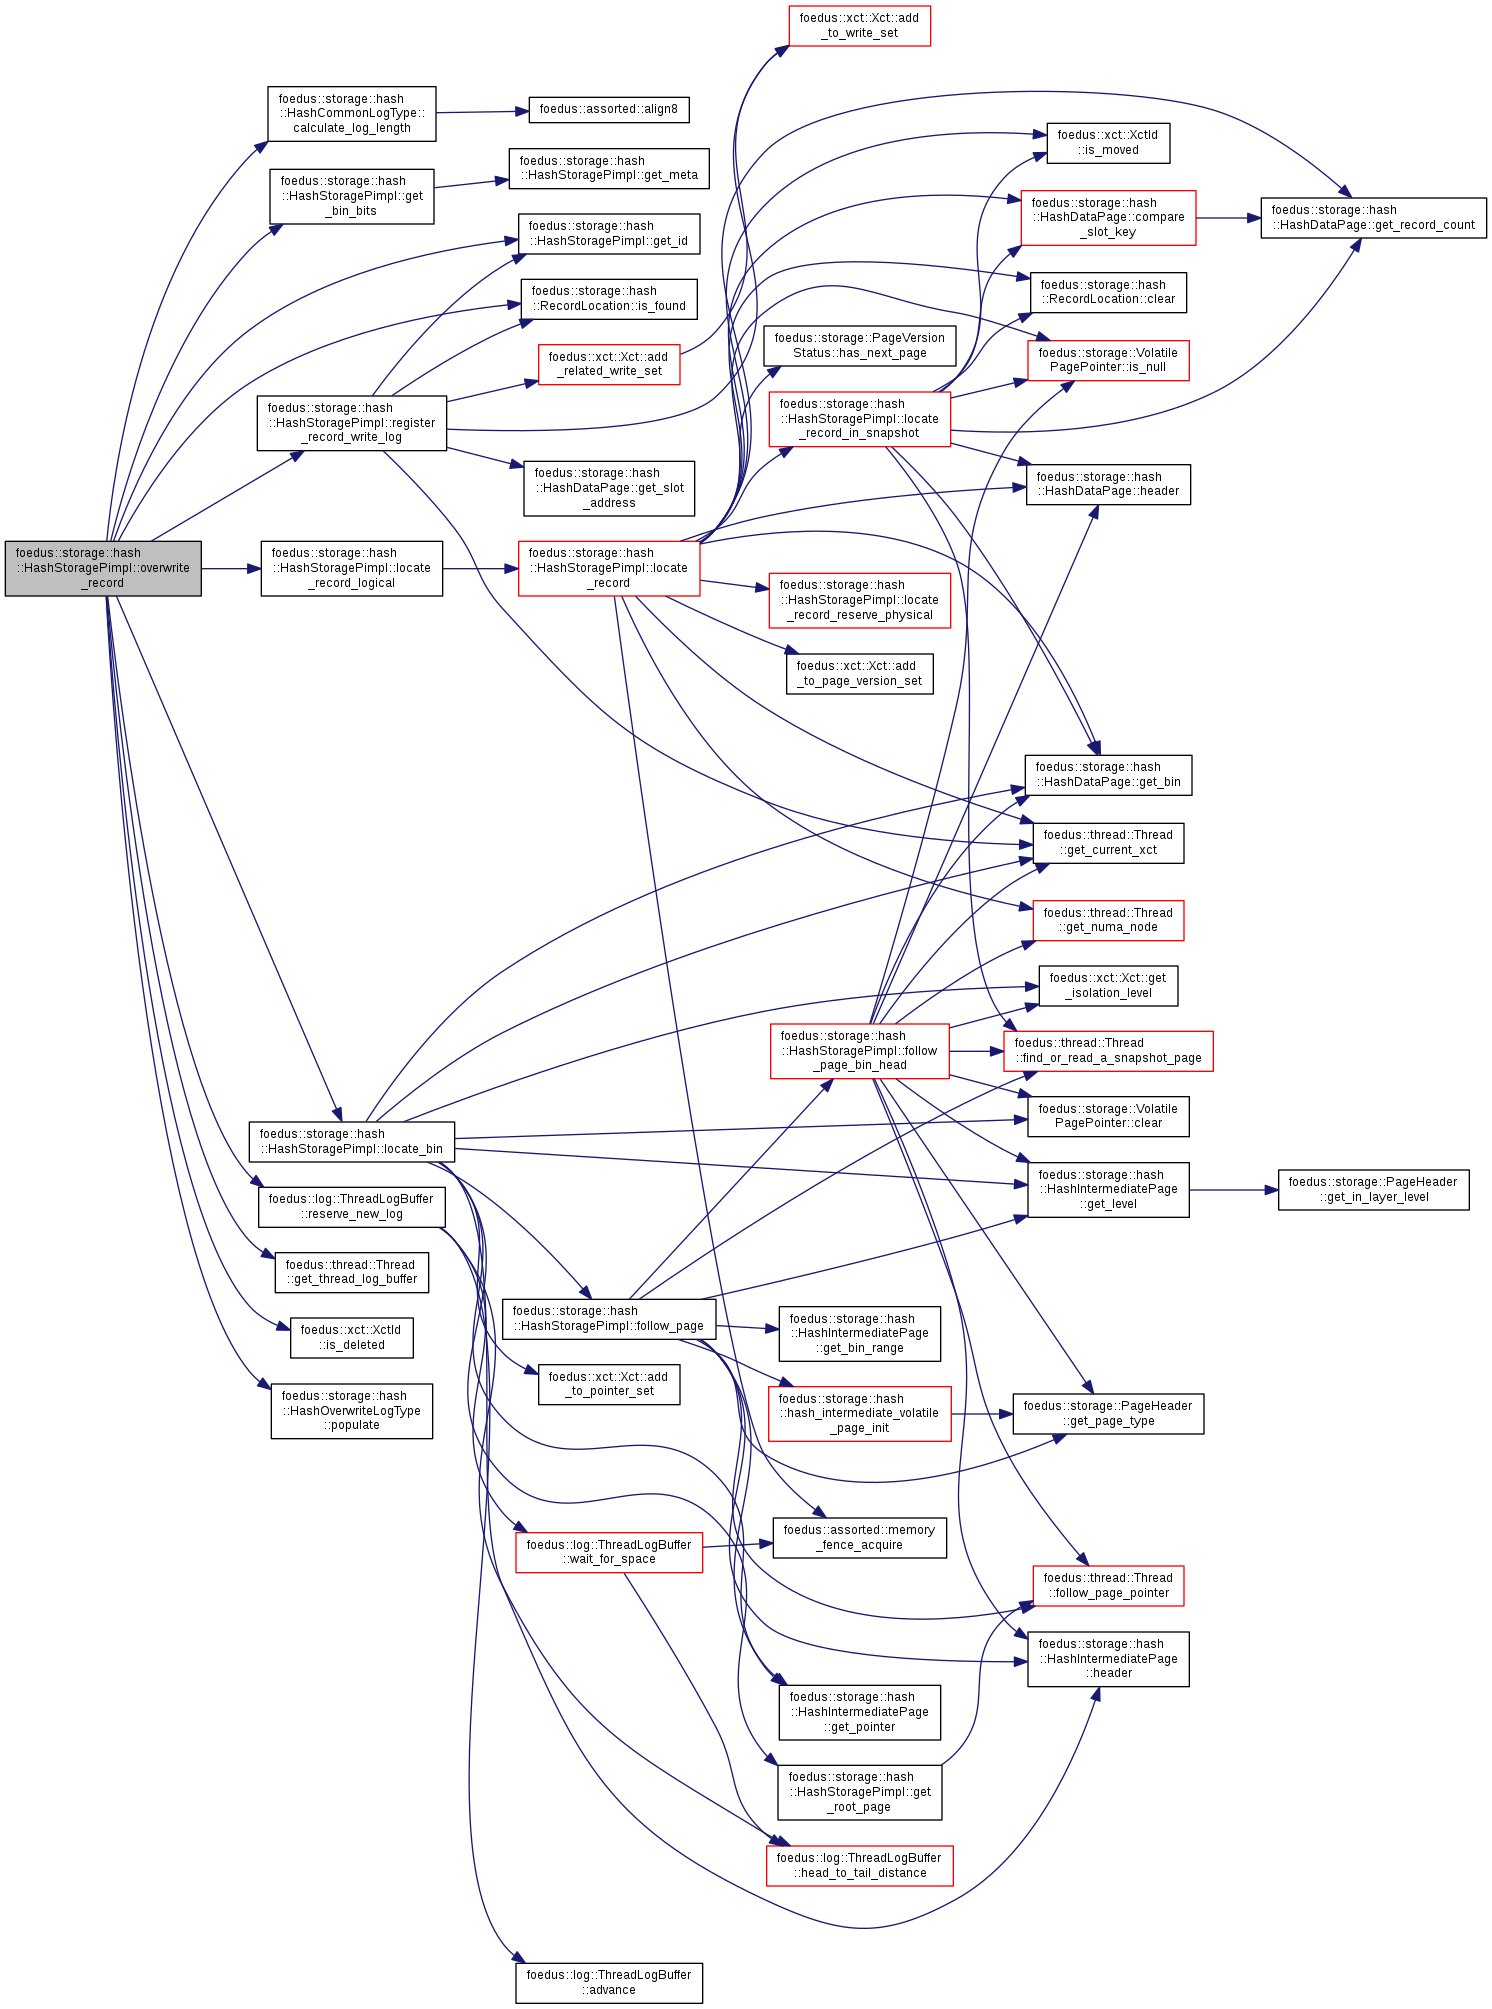 foedus::xct::Xct::add
_to_write_set
foedus::storage::hash
::HashCommonLogType::
calculate_log_length
foedus::assorted::align8
foedus::xct::XctId
::is_moved
foedus::storage::hash
::HashStoragePimpl::get_meta
foedus::storage::hash
::HashStoragePimpl::get
_bin_bits
foedus::storage::hash
::HashDataPage::compare
_slot_key
foedus::storage::hash
::HashDataPage::get_record_count
foedus::storage::hash
::HashStoragePimpl::get_id
foedus::storage::hash
::RecordLocation::is_found
foedus::storage::hash
::RecordLocation::clear
foedus::storage::PageVersion
Status::has_next_page
foedus::xct::Xct::add
_related_write_set
foedus::storage::Volatile
PagePointer::is_null
foedus::storage::hash
::HashStoragePimpl::register
_record_write_log
foedus::storage::hash
::HashStoragePimpl::locate
_record_in_snapshot
foedus::storage::hash
::HashDataPage::get_slot
_address
foedus::storage::hash
::HashDataPage::header
foedus::storage::hash
::HashStoragePimpl::overwrite
_record
foedus::storage::hash
::HashStoragePimpl::locate
_record_logical
foedus::storage::hash
::HashStoragePimpl::locate
_record
foedus::storage::hash
::HashStoragePimpl::locate
_record_reserve_physical
foedus::xct::Xct::add
_to_page_version_set
foedus::storage::hash
::HashDataPage::get_bin
foedus::thread::Thread
::get_current_xct
foedus::thread::Thread
::get_numa_node
foedus::xct::Xct::get
_isolation_level
foedus::storage::hash
::HashStoragePimpl::follow
_page_bin_head
foedus::thread::Thread
::find_or_read_a_snapshot_page
foedus::storage::Volatile
PagePointer::clear
foedus::storage::hash
::HashStoragePimpl::locate_bin
foedus::storage::hash
::HashIntermediatePage
::get_level
foedus::storage::PageHeader
::get_in_layer_level
foedus::log::ThreadLogBuffer
::reserve_new_log
foedus::thread::Thread
::get_thread_log_buffer
foedus::storage::hash
::HashStoragePimpl::follow_page
foedus::storage::hash
::HashIntermediatePage
::get_bin_range
foedus::xct::XctId
::is_deleted
foedus::xct::Xct::add
_to_pointer_set
foedus::storage::hash
::HashOverwriteLogType
::populate
foedus::storage::hash
::hash_intermediate_volatile
_page_init
foedus::storage::PageHeader
::get_page_type
foedus::log::ThreadLogBuffer
::wait_for_space
foedus::assorted::memory
_fence_acquire
foedus::thread::Thread
::follow_page_pointer
foedus::storage::hash
::HashIntermediatePage
::header
foedus::storage::hash
::HashIntermediatePage
::get_pointer
foedus::storage::hash
::HashStoragePimpl::get
_root_page
foedus::log::ThreadLogBuffer
::head_to_tail_distance
foedus::log::ThreadLogBuffer
::advance